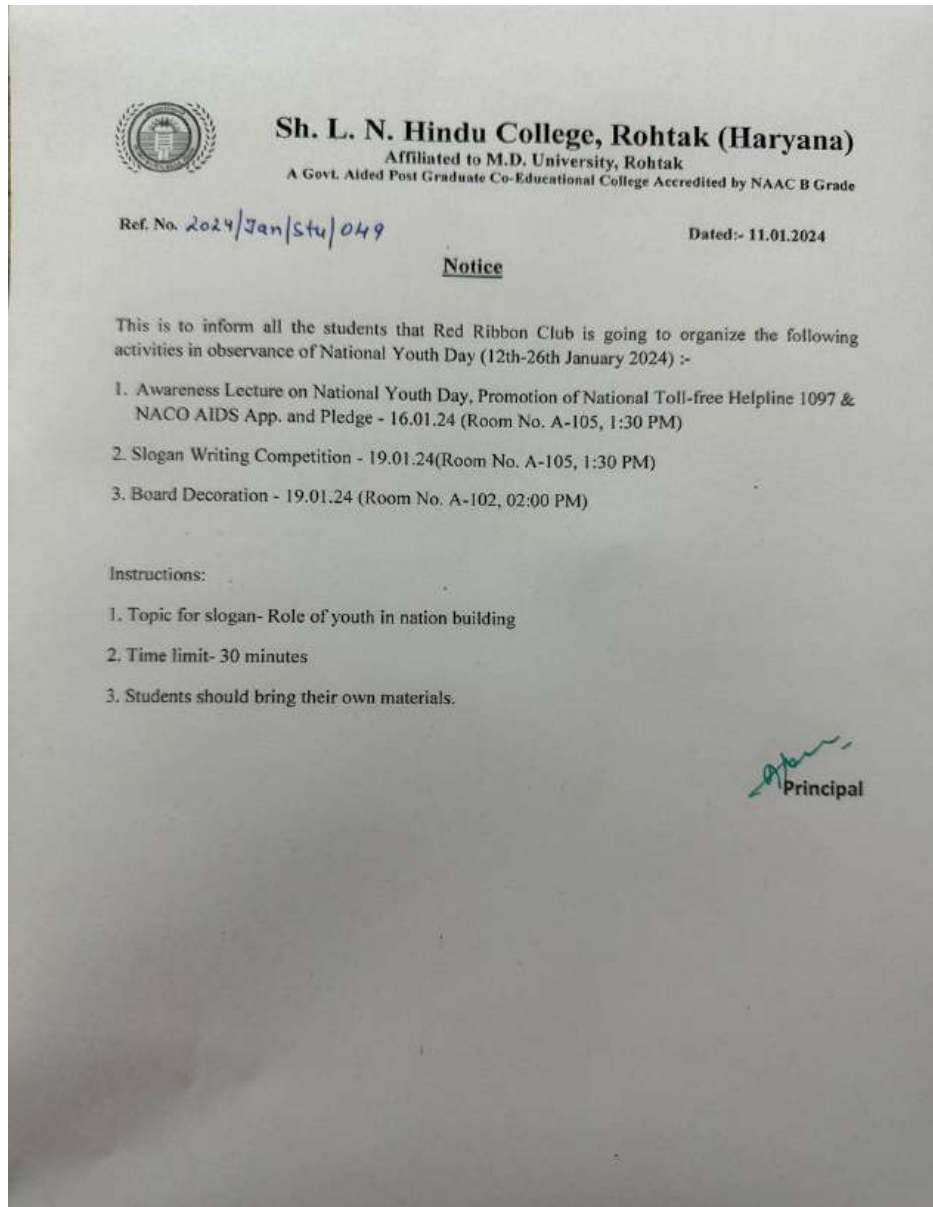 Sh. L. N. Hindu College, Rohtak (Haryana)
Affiliated to M.D. University, Rohtak
A Govt. Aided Post Graduate Co-Educational College Accredited by NAAC B Grade
Ref. No. 2024/Jan/Stu/049
Dated:- 11.01.2024
Notice
This is to inform all the students that Red Ribbon Club is going to organize the following
activities in observance of National Youth Day (12th-26th January 2024) :-
1. Awareness Lecture on National Youth Day, Promotion of National Toll-free Helpline 1097 &
NACO AIDS App. and Pledge - 16.01.24 (Room No. A-105, 1:30 PM)
2. Slogan Writing Competition - 19.01.24(Room No. A-105, 1:30 PM)
3. Board Decoration - 19.01.24 (Room No. A-102, 02:00 PM)
Instructions:
1. Topic for slogan- Role of youth in nation building
2. Time limit- 30 minutes
3. Students should bring their own materials.
Principal